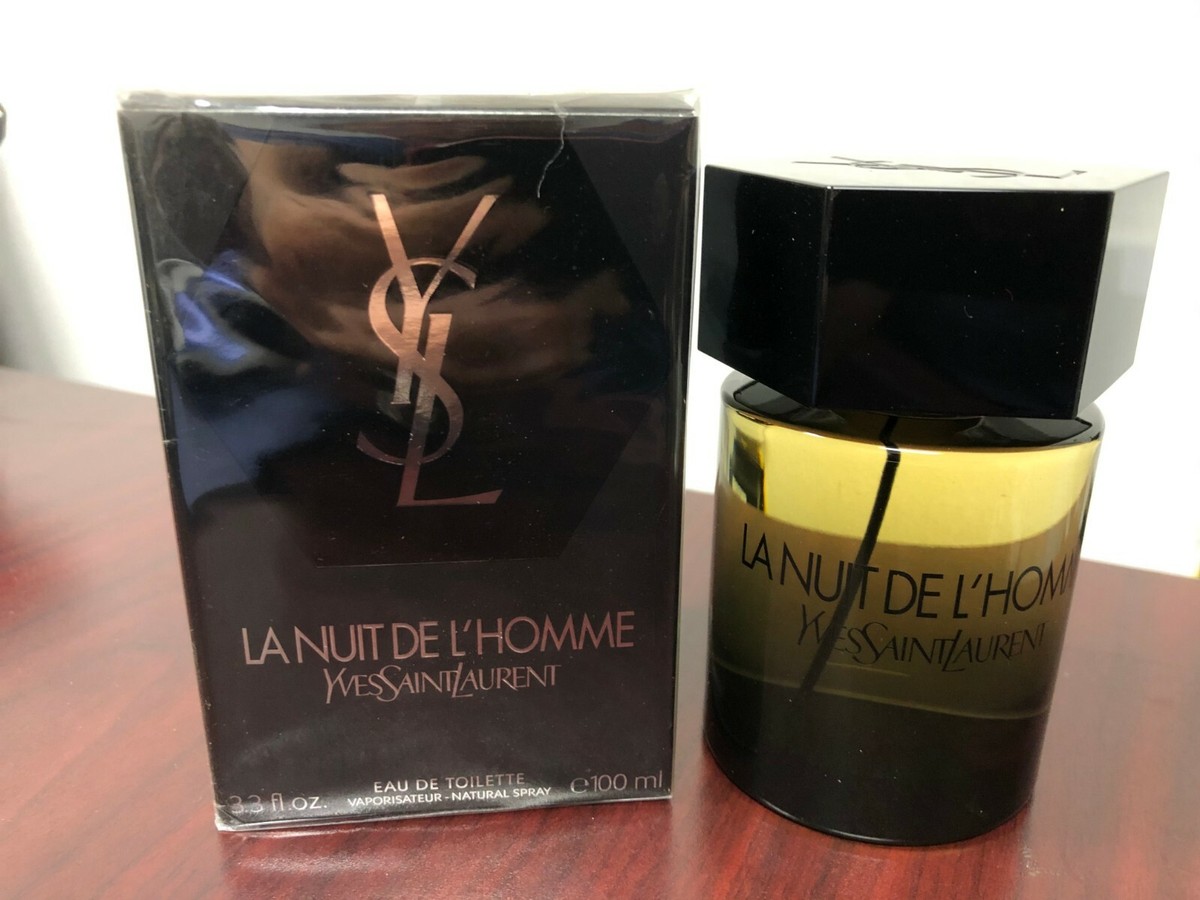 YSL
LA NUIT DE L'HOMME
YVESSAINTLAURENT
EAU DE TOILETTE
3.3 fl.oz. VAPORISATEUR - NATURAL SPRAY ℮100 ml
YSL
LA NUIT DE L'HOMM
YVESSAINTLAURENT